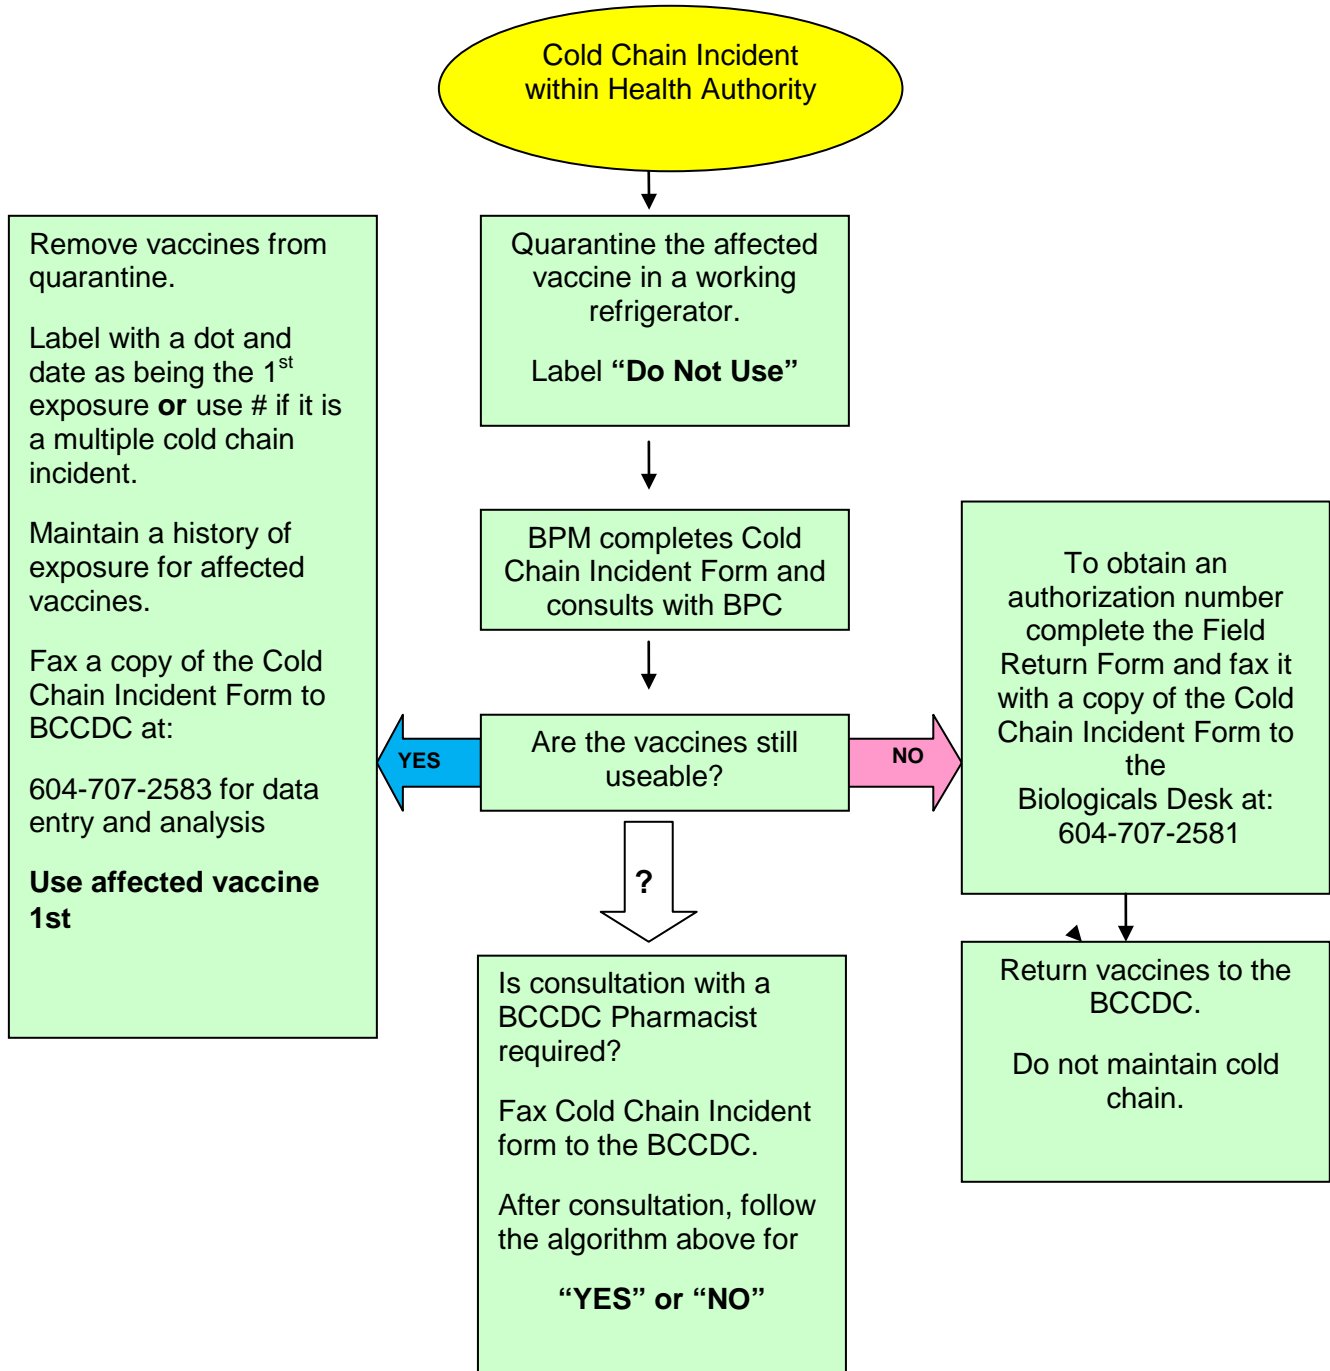 Cold Chain Incident
within Health Authority
Quarantine the affected
vaccine in a working
refrigerator.
Label “Do Not Use”
BPM completes Cold
Chain Incident Form and
consults with BPC
Are the vaccines still
useable?
YES
Remove vaccines from
quarantine.
Label with a dot and
date as being the 1st
exposure or use # if it is
a multiple cold chain
incident.
Maintain a history of
exposure for affected
vaccines.
Fax a copy of the Cold
Chain Incident Form to
BCCDC at:
604-707-2583 for data
entry and analysis
Use affected vaccine
1st
NO
To obtain an
authorization number
complete the Field
Return Form and fax it
with a copy of the Cold
Chain Incident Form to
the
Biologicals Desk at:
604-707-2581
Return vaccines to the
BCCDC.
Do not maintain cold
chain.
?
Is consultation with a
BCCDC Pharmacist
required?
Fax Cold Chain Incident
form to the BCCDC.
After consultation, follow
the algorithm above for
“YES” or “NO”